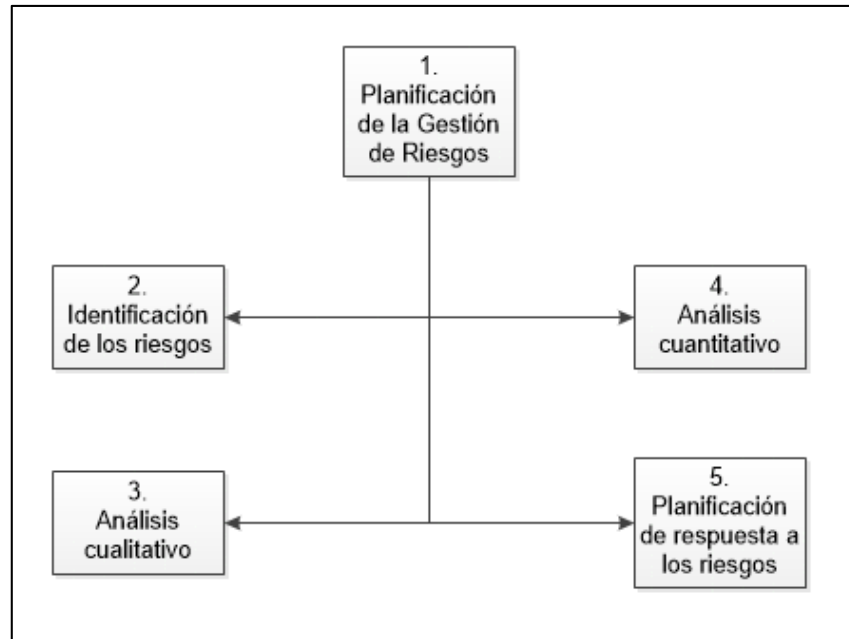 1.
Planificación
de la Gestión
de Riesgos
2.
Identificación
de los riesgos
3.
Análisis
cualitativo
4.
Análisis
cuantitativo
5.
Planificación
de respuesta a
los riesgos